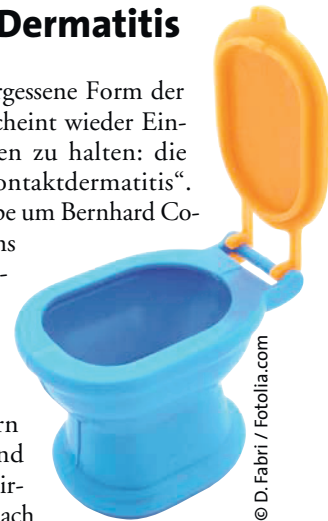 Dermatitis
rgessene Form der
cheint wieder Ein-
en zu halten: die
ontaktdermatitis“.
pe um Bernhard Co-
ns
-
rn
nd
ir-
ach
© D. Fabri / Fotolia.com